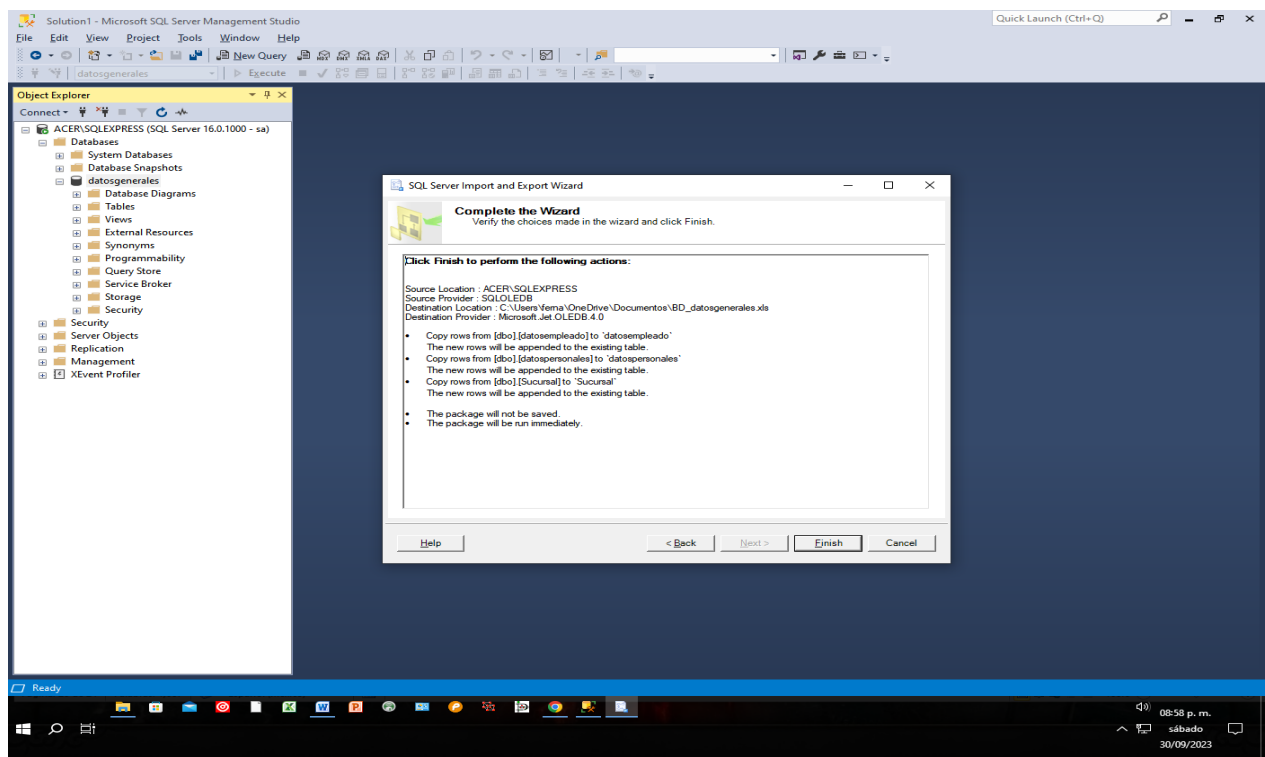 Solution1 - Microsoft SQL Server Management Studio
Quick Launch (Ctrl+Q)
File Edit View Project Tools Window Help
New Query
datosgenerales
Execute
Object Explorer
Connect
ACER\SQLEXPRESS (SQL Server 16.0.1000 - sa)
Databases
System Databases
Database Snapshots
datosgenerales
Database Diagrams
Tables
Views
External Resources
Synonyms
Programmability
Query Store
Service Broker
Storage
Security
Security
Server Objects
Replication
Management
XEvent Profiler
SQL Server Import and Export Wizard
Complete the Wizard
Verify the choices made in the wizard and click Finish.
Click Finish to perform the following actions:
Source Location : ACER\SQLEXPRESS
Source Provider : SQLOLEDB
Destination Location : C:\Users\ferna\OneDrive\Documentos\BD_datosgenerales.xls
Destination Provider : Microsoft.Jet.OLEDB.4.0
• Copy rows from [dbo].[datosempleado] to `datosempleado`
The new rows will be appended to the existing table.
• Copy rows from [dbo].[datospersonales] to `datospersonales`
The new rows will be appended to the existing table.
• Copy rows from [dbo].[Sucursal] to `Sucursal`
The new rows will be appended to the existing table.
• The package will not be saved.
• The package will be run immediately.
Help < Back Next > Finish Cancel
Ready
08:58 p. m.
sábado
30/09/2023